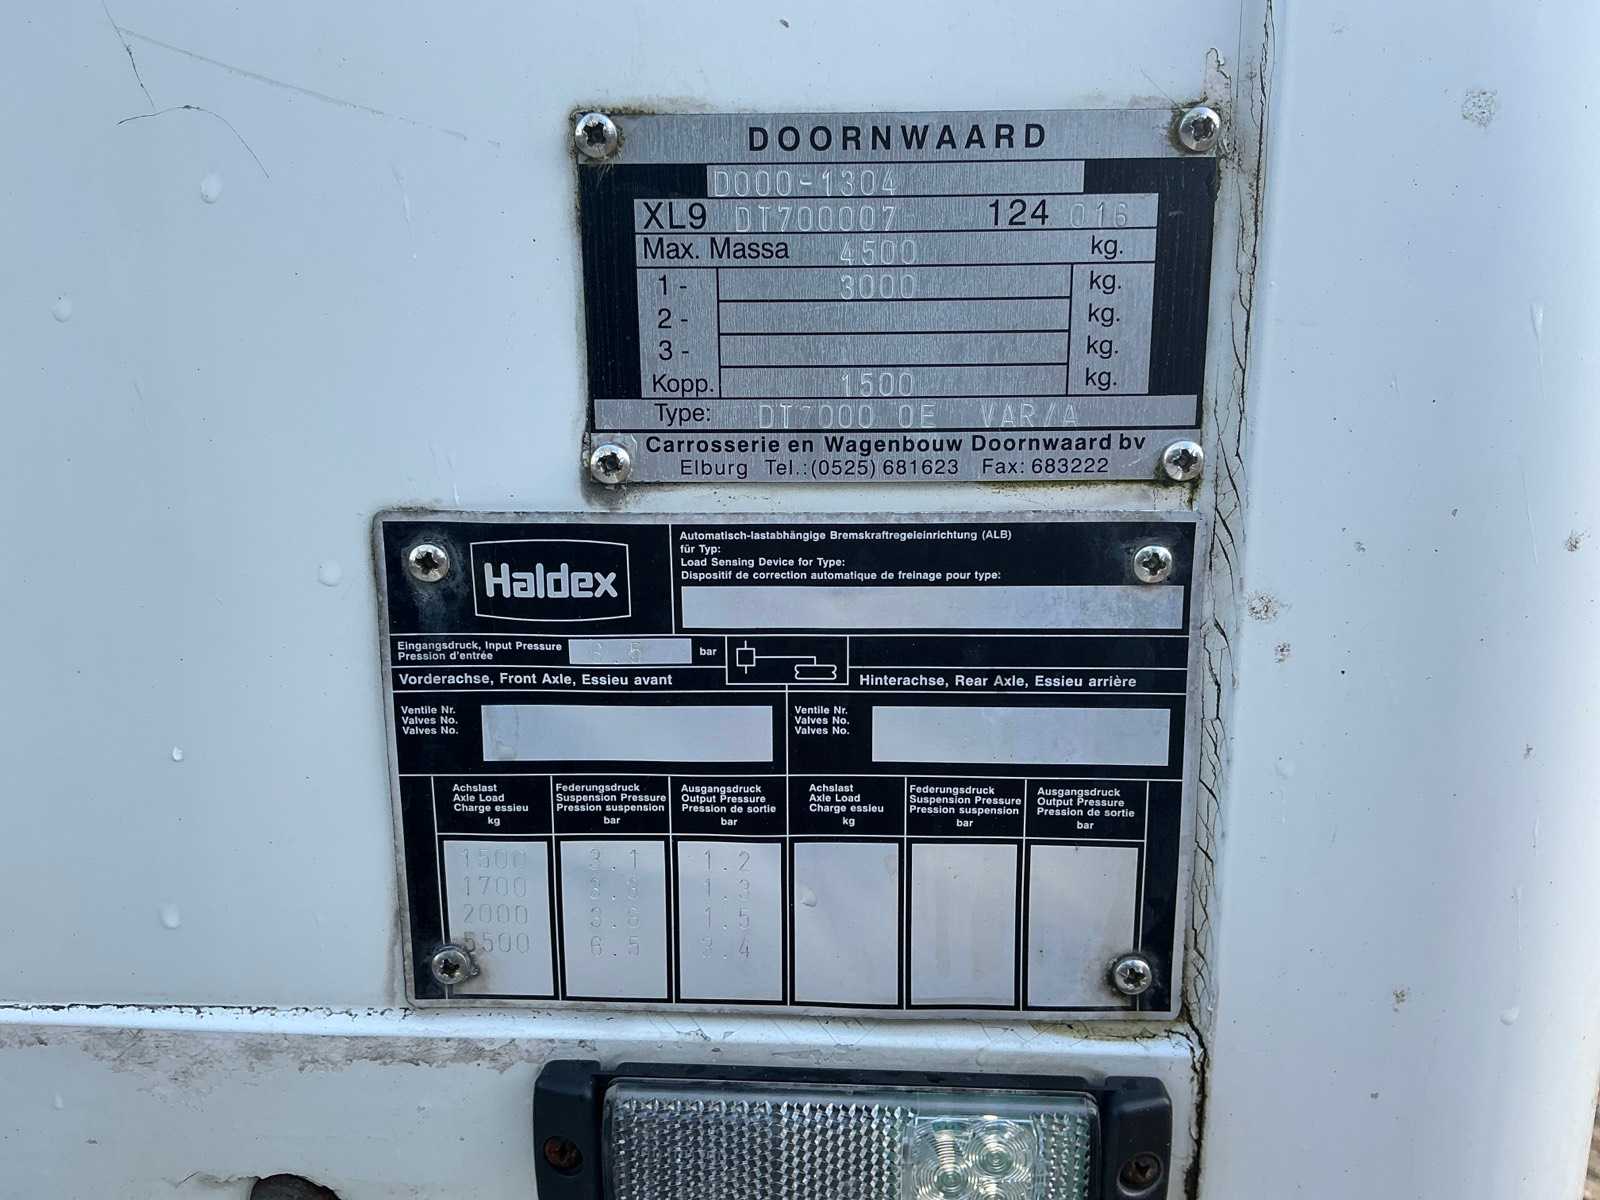 DOORNWAARD
D000-1304
XL9 DT700007 124 016
Max. Massa 4500 kg.
1 - 3000 kg.
2 - kg.
3 - kg.
Kopp. 1500 kg.
Type: DT7000 0E VAR/A
Carrosserie en Wagenbouw Doornwaard bv
Elburg Tel.:(0525) 681623 Fax: 683222
Haldex
Automatisch-lastabhängige Bremskraftregeleinrichtung (ALB)
für Typ:
Load Sensing Device for Type:
Dispositif de correction automatique de freinage pour type:
Eingangsdruck, Input Pressure
Pression d'entrée
bar
Vorderachse, Front Axle, Essieu avant
Hinterachse, Rear Axle, Essieu arrière
Ventile Nr.
Valves No.
Valves No.
Ventile Nr.
Valves No.
Valves No.
Achslast
Axle Load
Charge essieu
kg
Federungsdruck
Suspension Pressure
Pression suspension
bar
Ausgangsdruck
Output Pressure
Pression de sortie
bar
Achslast
Axle Load
Charge essieu
kg
Federungsdruck
Suspension Pressure
Pression suspension
bar
Ausgangsdruck
Output Pressure
Pression de sortie
bar
1500 3.1 1.2
1700 1.3
2000 1.5
5500 6.5 3.4